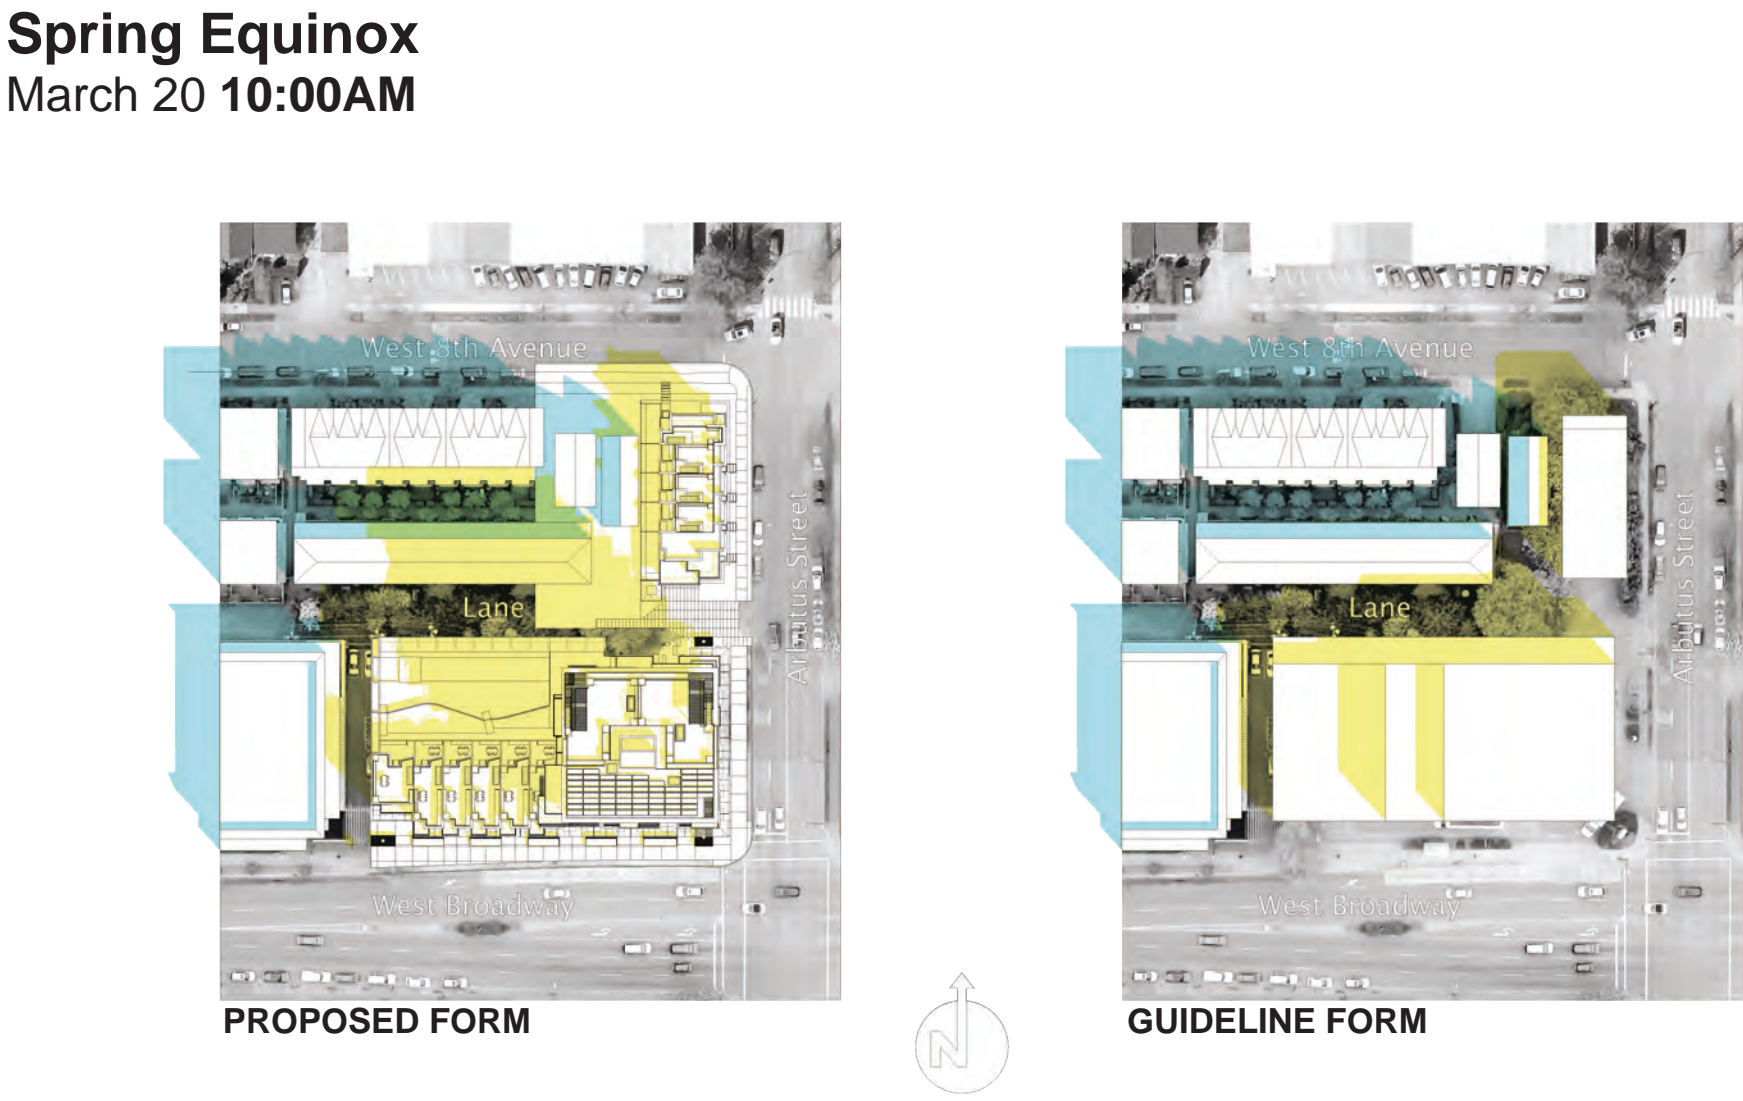 Spring Equinox
March 20 10:00AM
West 8th Avenue
Lane
Arbutus Street
West Broadway
PROPOSED FORM
West 8th Avenue
Lane
Arbutus Street
West Broadway
GUIDELINE FORM
N